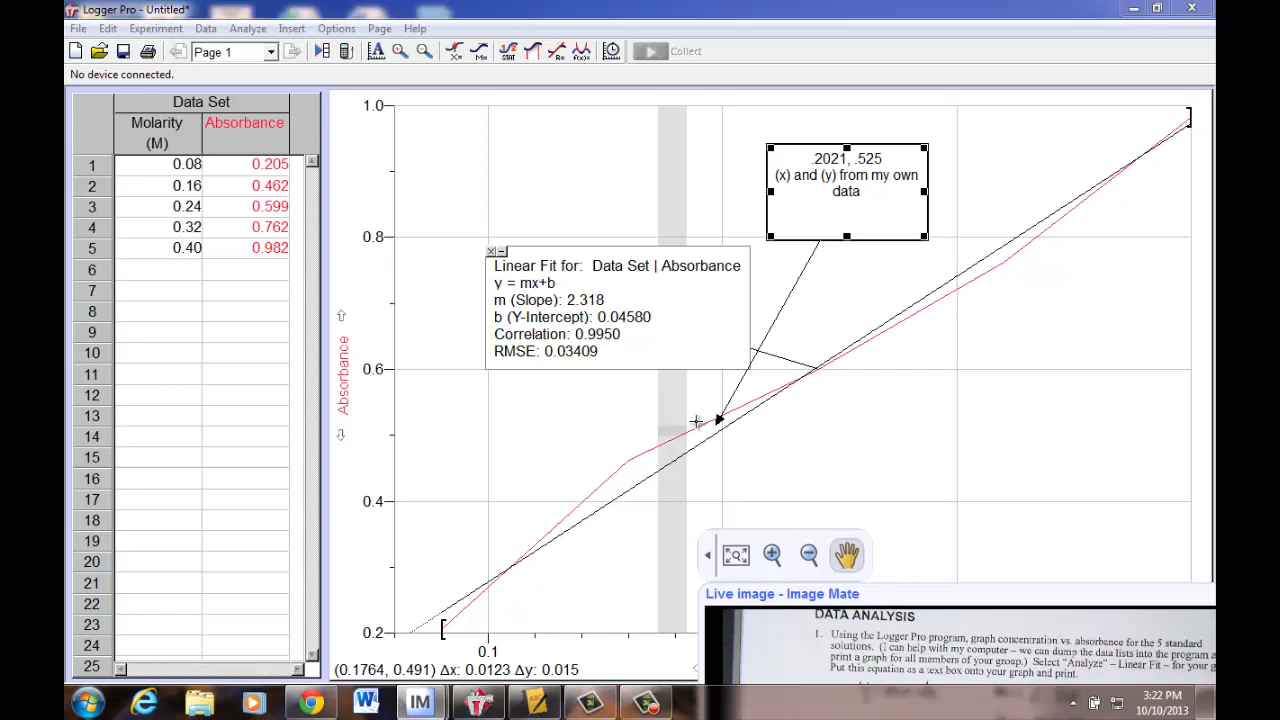 Logger Pro - Untitled*
File Edit Experiment Data Analyze Insert Options Page Help
Page 1
Collect
No device connected.
Data Set
Molarity (M) Absorbance
1 0.08 0.205
2 0.16 0.462
3 0.24 0.599
4 0.32 0.762
5 0.40 0.982
6
7
8
9
10
11
12
13
14
15
16
17
18
19
20
21
22
23
24
25
Absorbance
1.0
0.8
0.6
0.4
0.2
0.1
.2021, .525
(x) and (y) from my own
data
Linear Fit for: Data Set | Absorbance
y = mx+b
m (Slope): 2.318
b (Y-Intercept): 0.04580
Correlation: 0.9950
RMSE: 0.03409
(0.1764, 0.491) Δx: 0.0123 Δy: 0.015
Live image - Image Mate
DATA ANALYSIS
1. Using the Logger Pro program, graph concentration vs. absorbance for the 5 standard
solutions. (I can help with my computer – we can dump the data lists into the program a
print a graph for all members of your group.) Select "Analyze" – Linear Fit – for your g
Put this equation as a text box onto your graph and print.
IM
3:22 PM
10/10/2013